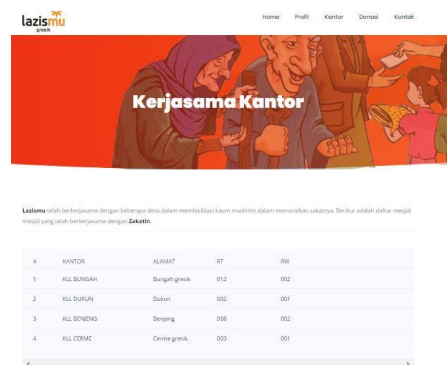 lazismu
gresik
Home Profil Kantor Donasi Kontak
Kerjasama Kantor
Lazismu telah berkerjasama dengan beberapa desa dalam memfasilitasi kaum muslimin dalam menunaikan zakatnya. Berikut adalah daftar mesjid-
mesjid yang telah berkerjasama dengan Zakatin.
# KANTOR ALAMAT RT RW
1 KLL BUNGAH Bungah gresik 012 002
2 KLL DUKUN Dukun 002 001
3 KLL BENJENG Benjeng 008 002
4 KLL CERME Cerme gresik 003 001